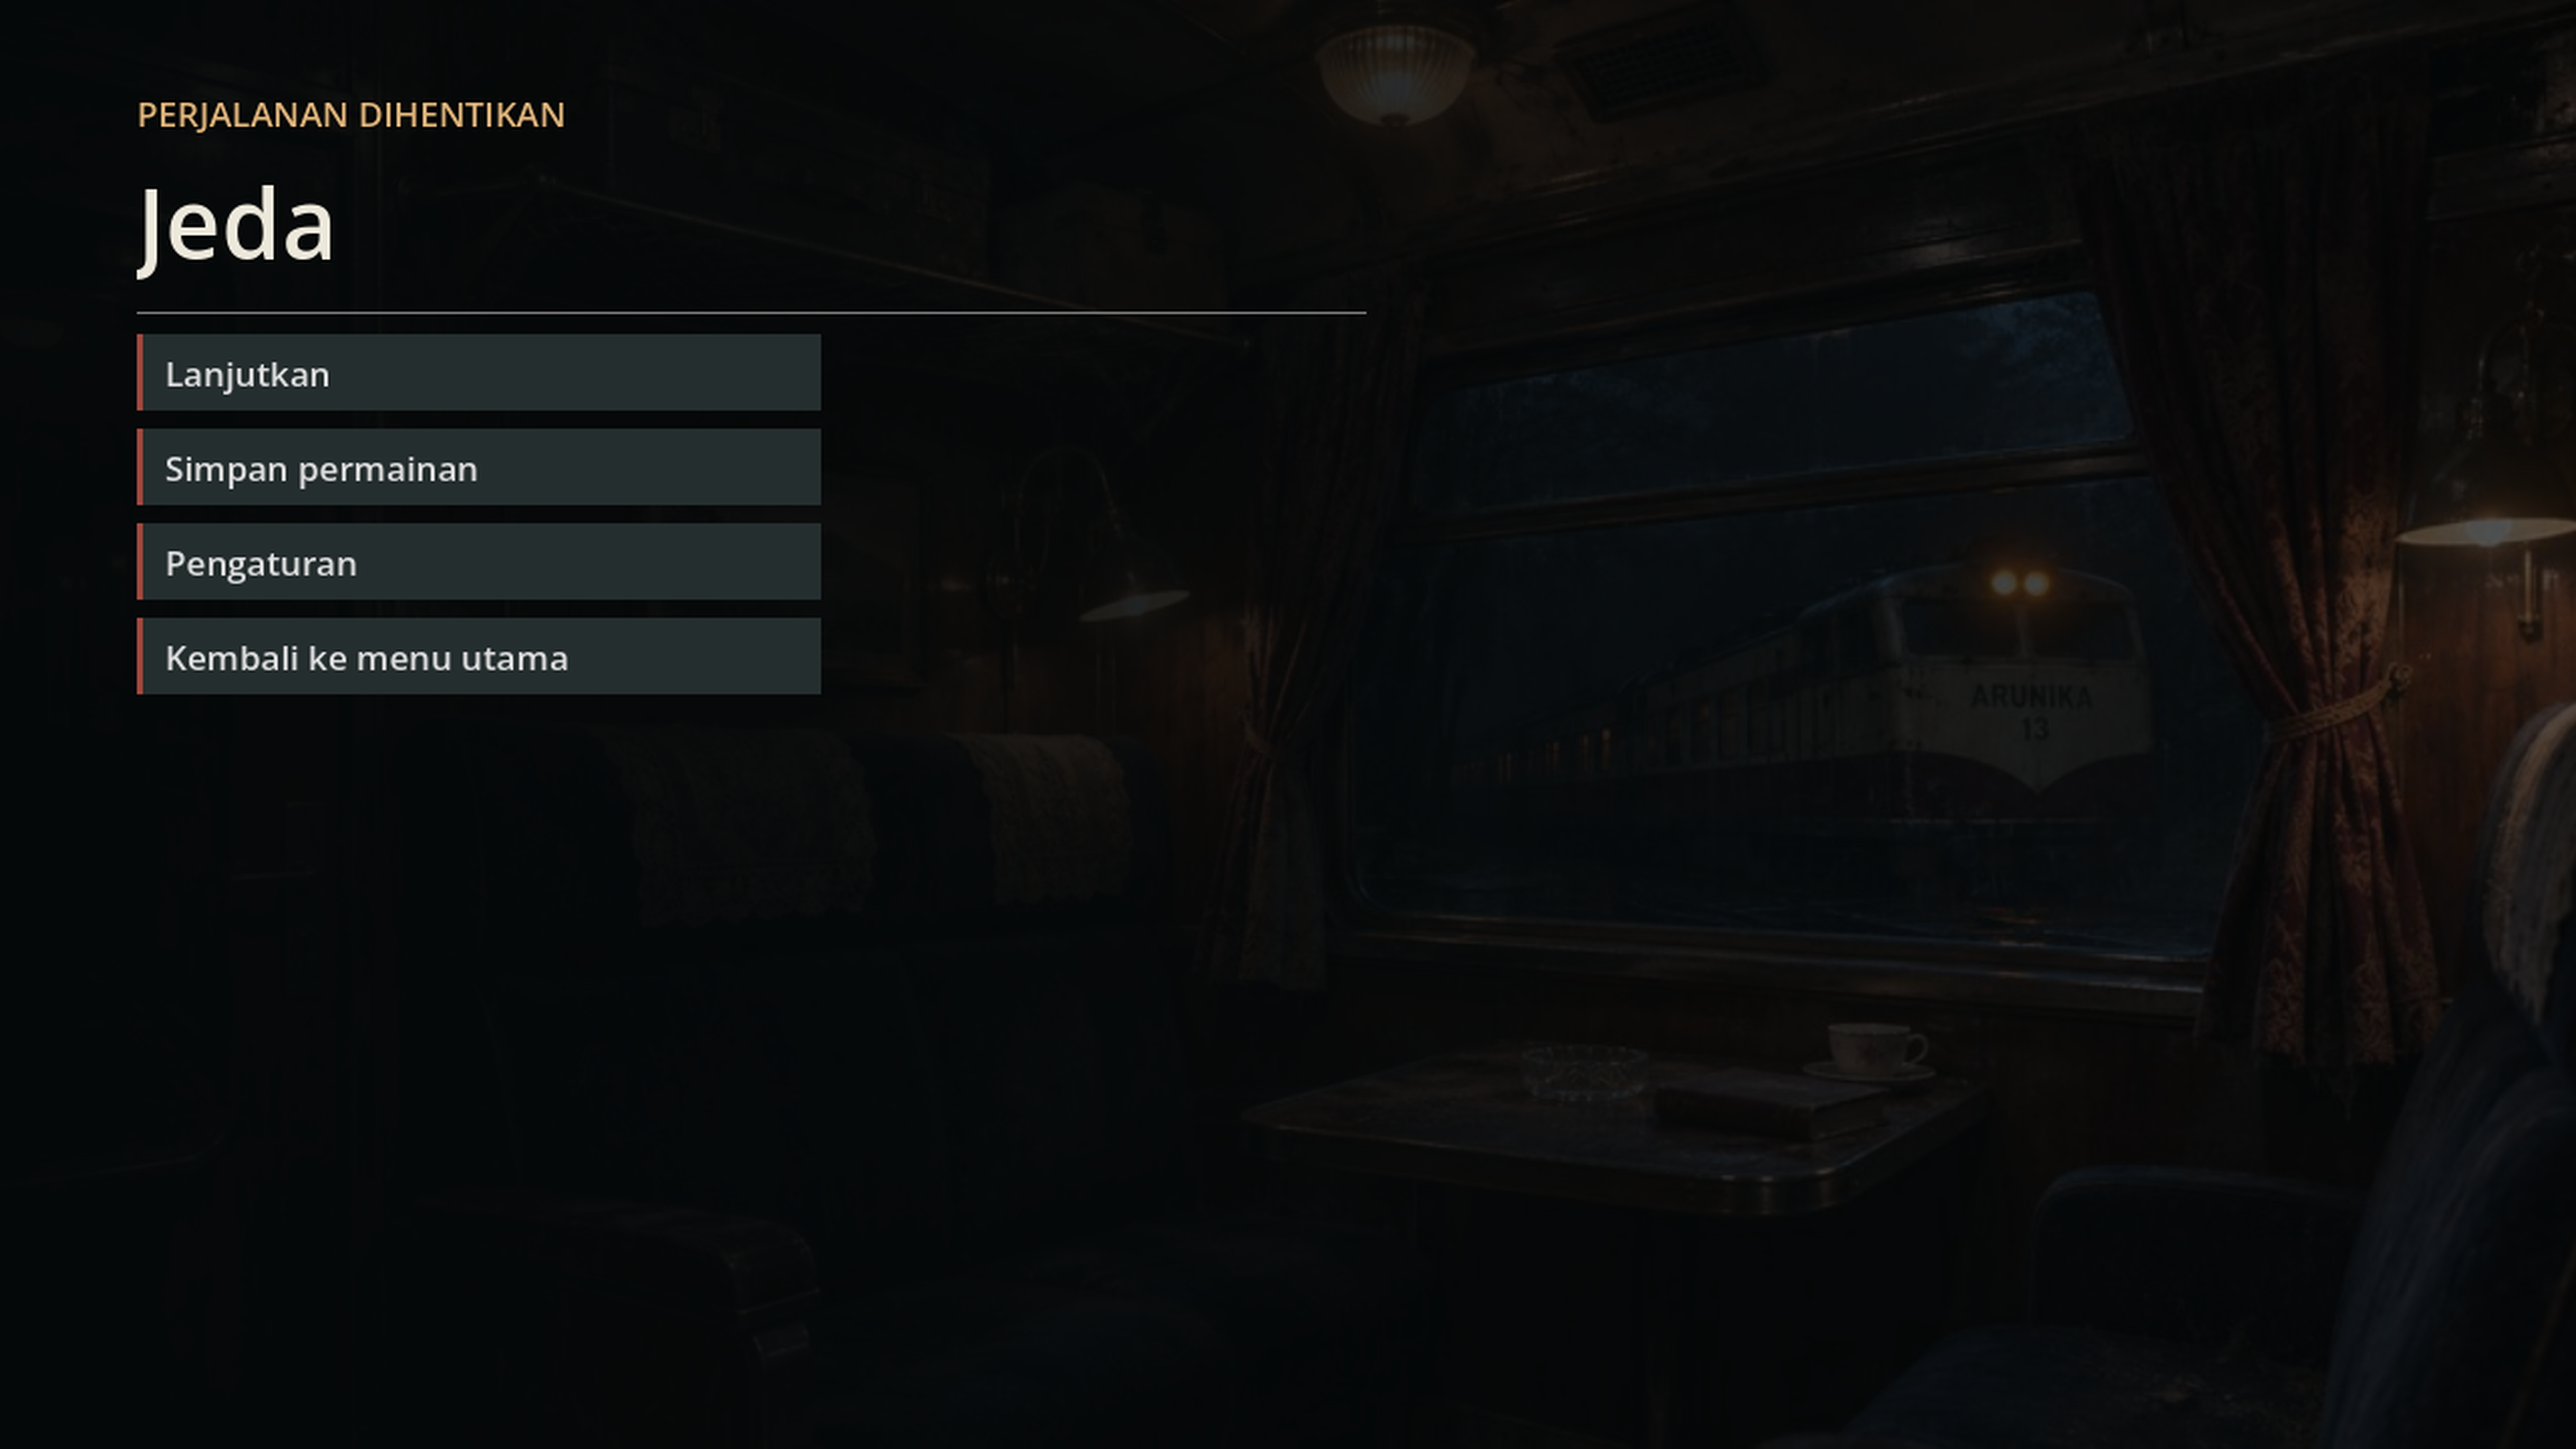 PERJALANAN DIHENTIKAN
Jeda
Lanjutkan
Simpan permainan
Pengaturan
Kembali ke menu utama
ARUNIKA
13